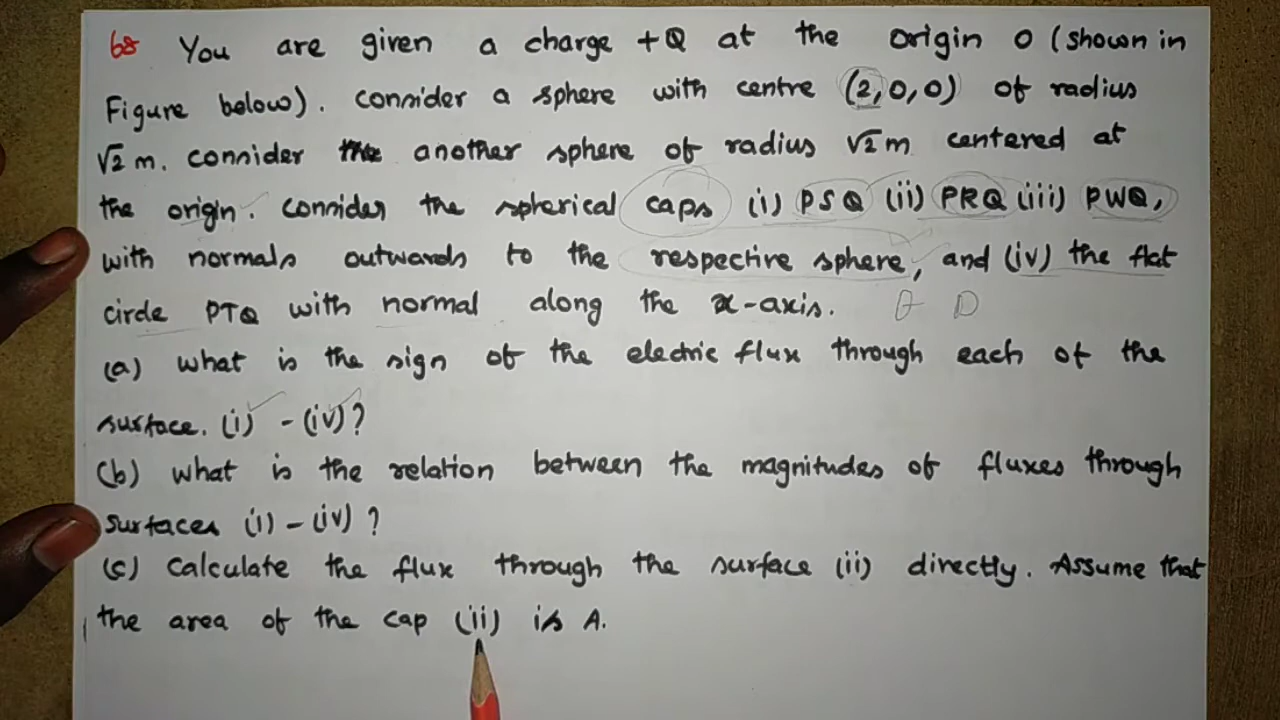 68 You are given a charge +Q at the origin O (shown in
Figure below). consider a sphere with centre (2,0,0) of radius
√2 m. consider the another sphere of radius √2 m centered at
the origin. consider the spherical caps (i) PSQ (ii) PRQ (iii) PWQ,
with normals outwards to the respective sphere, and (iv) the flat
circle PTQ with normal along the x-axis.
(a) what is the sign of the electric flux through each of the
surface. (i) - (iv)?
(b) what is the relation between the magnitudes of fluxes through
surfaces (i) - (iv) ?
(c) calculate the flux through the surface (ii) directly. Assume that
the area of the cap (ii) is A.